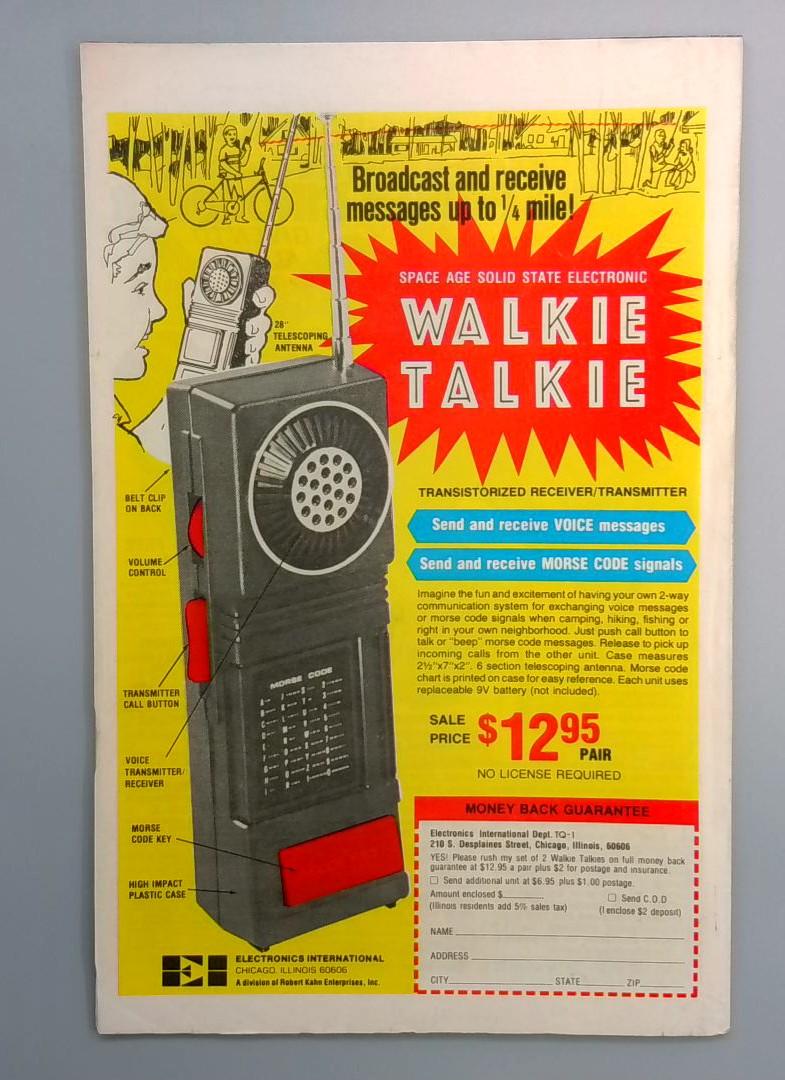 Broadcast and receive
messages up to 1/4 mile!
SPACE AGE SOLID STATE ELECTRONIC
WALKIE
TALKIE
28"
TELESCOPING
ANTENNA
BELT CLIP
ON BACK
VOLUME
CONTROL
TRANSMITTER
CALL BUTTON
VOICE
TRANSMITTER/
RECEIVER
MORSE
CODE KEY
HIGH IMPACT
PLASTIC CASE
MORSE CODE
TRANSISTORIZED RECEIVER/TRANSMITTER
Send and receive VOICE messages
Send and receive MORSE CODE signals
Imagine the fun and excitement of having your own 2-way
communication system for exchanging voice messages
or morse code signals when camping, hiking, fishing or
right in your own neighborhood. Just push call button to
talk or "beep" morse code messages. Release to pick up
incoming calls from the other unit. Case measures
2½"x7"x2". 6 section telescoping antenna. Morse code
chart is printed on case for easy reference. Each unit uses
replaceable 9V battery (not included).
SALE
PRICE $12.95
PAIR
NO LICENSE REQUIRED
MONEY BACK GUARANTEE
Electronics International Dept. TQ-1
210 S. Desplaines Street, Chicago, Illinois, 60606
YES! Please rush my set of 2 Walkie Talkies on full money back
guarantee at $12.95 a pair plus $2 for postage and insurance.
☐ Send additional unit at $6.95 plus $1.00 postage.
Amount enclosed $ ☐ Send C.O.D
(Illinois residents add 5% sales tax) (I enclose $2 deposit)
NAME
ADDRESS
CITY STATE ZIP
EI
ELECTRONICS INTERNATIONAL
CHICAGO, ILLINOIS 60606
A division of Robert Kahn Enterprises, Inc.